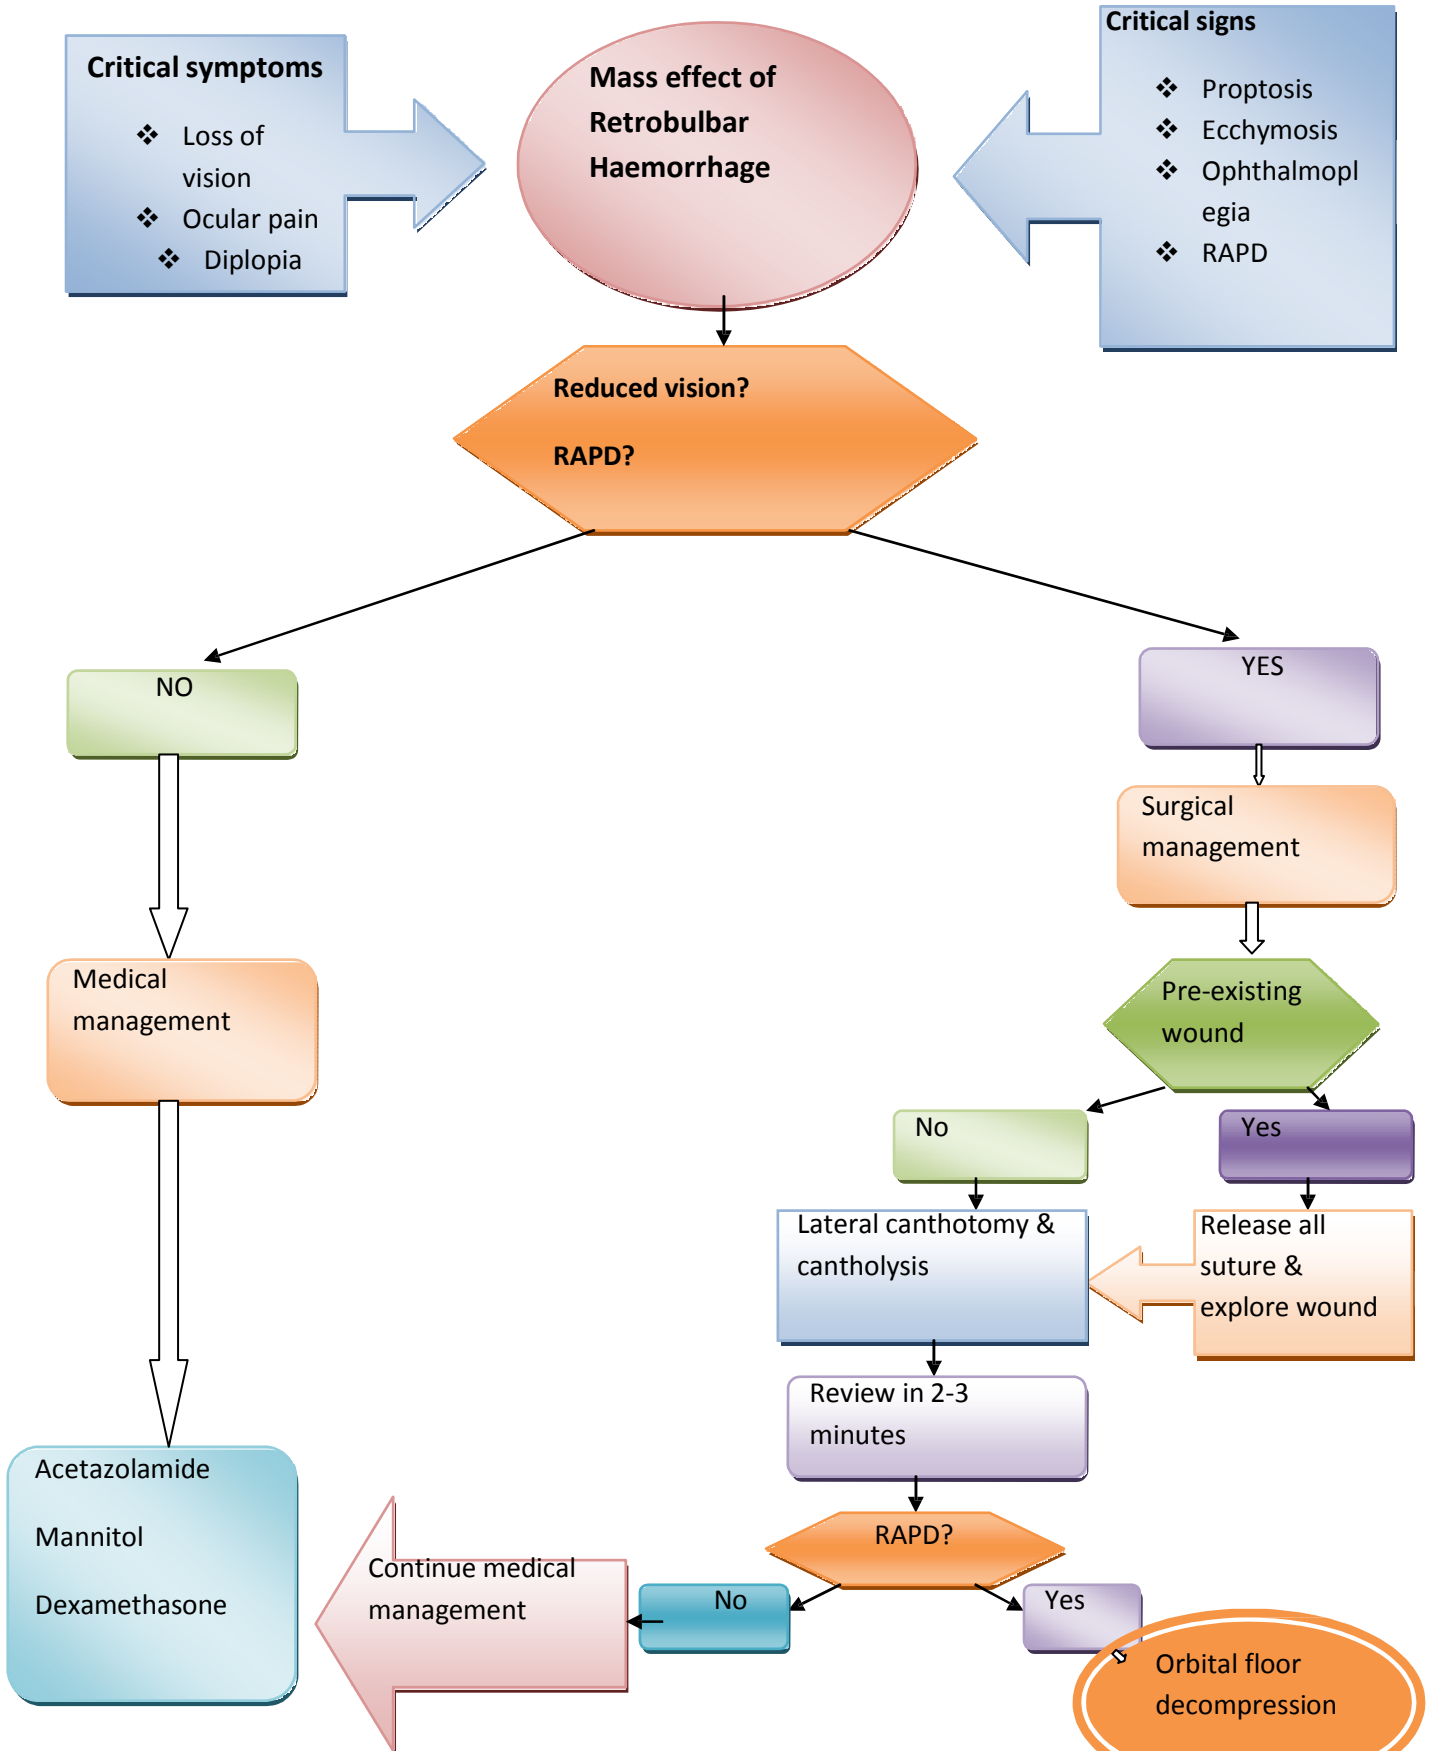 Critical symptoms
❖ Loss of
vision
❖ Ocular pain
❖ Diplopia
Mass effect of
Retrobulbar
Haemorrhage
Critical signs
❖ Proptosis
❖ Ecchymosis
❖ Ophthalmopl
egia
❖ RAPD
Reduced vision?
RAPD?
NO
YES
Surgical
management
Medical
management
Pre-existing
wound
No
Yes
Lateral canthotomy &
cantholysis
Release all
suture &
explore wound
Review in 2-3
minutes
RAPD?
Acetazolamide
Mannitol
Dexamethasone
Continue medical
management
No
Yes
Orbital floor
decompression